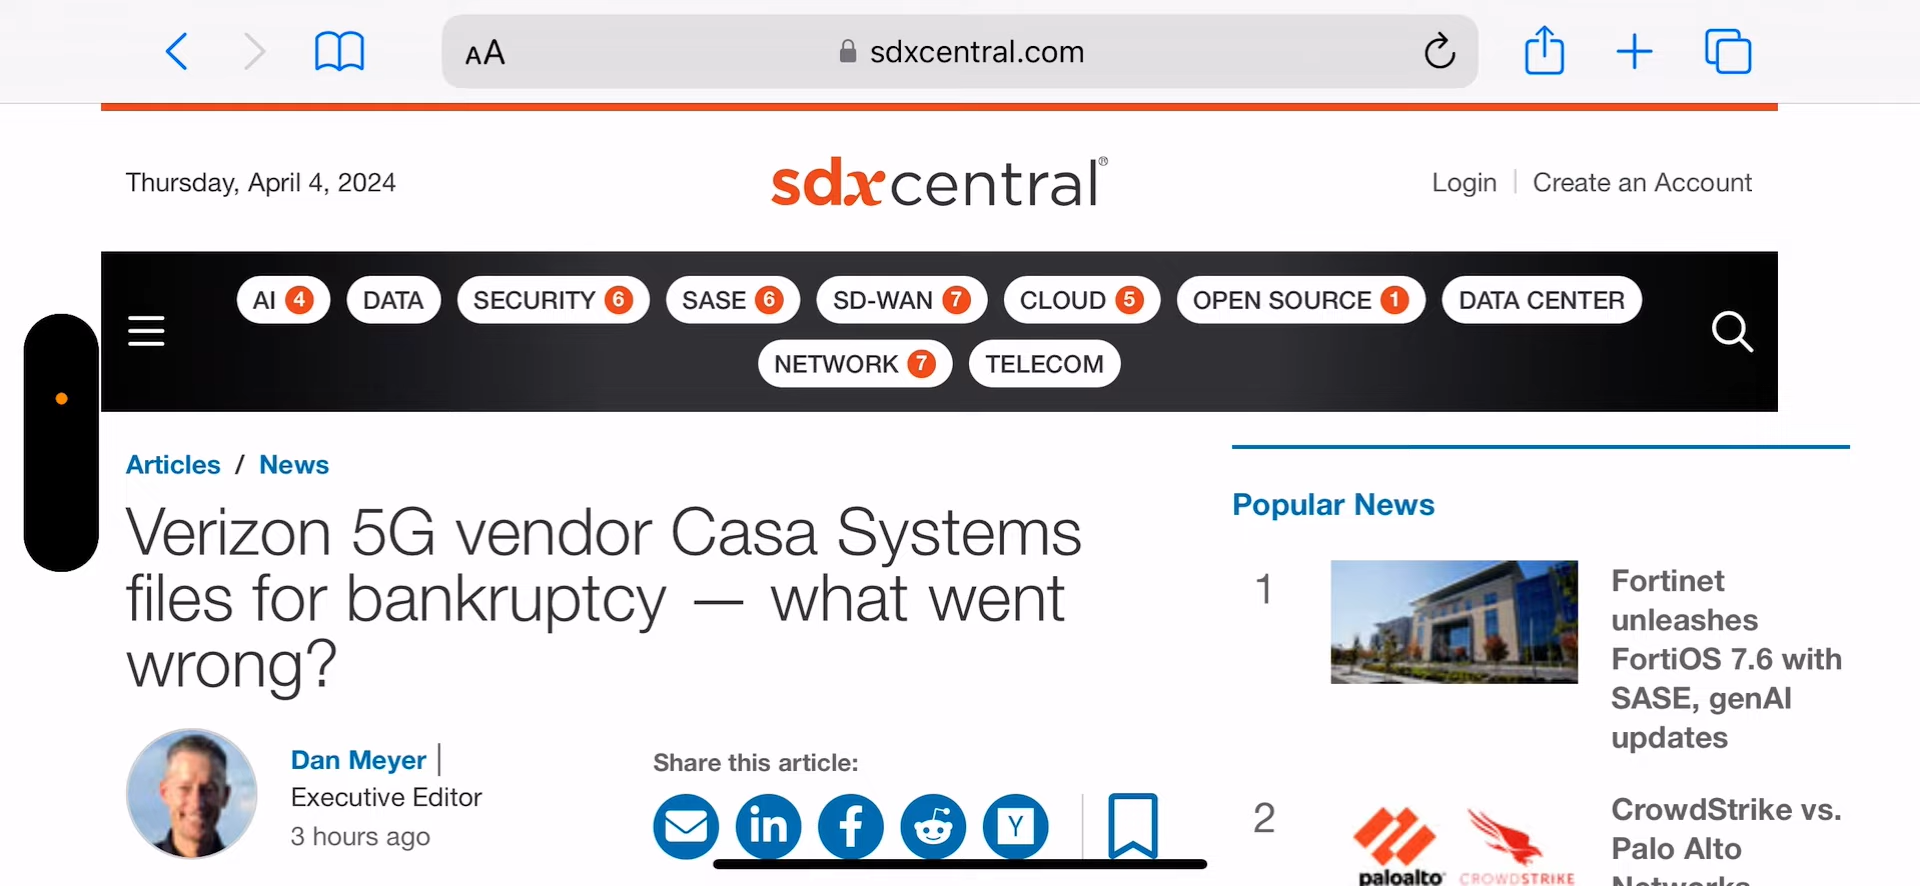 AA
sdxcentral.com
Thursday, April 4, 2024
sdxcentral®
Login | Create an Account
AI 4
DATA
SECURITY 6
SASE 6
SD-WAN 7
CLOUD 5
OPEN SOURCE 1
DATA CENTER
NETWORK 7
TELECOM
Articles / News
Verizon 5G vendor Casa Systems
files for bankruptcy — what went
wrong?
Dan Meyer |
Executive Editor
3 hours ago
Share this article:
in
f
Y
Popular News
1
Fortinet
unleashes
FortiOS 7.6 with
SASE, genAI
updates
2
paloalto
CROWDSTRIKE
CrowdStrike vs.
Palo Alto
Networks